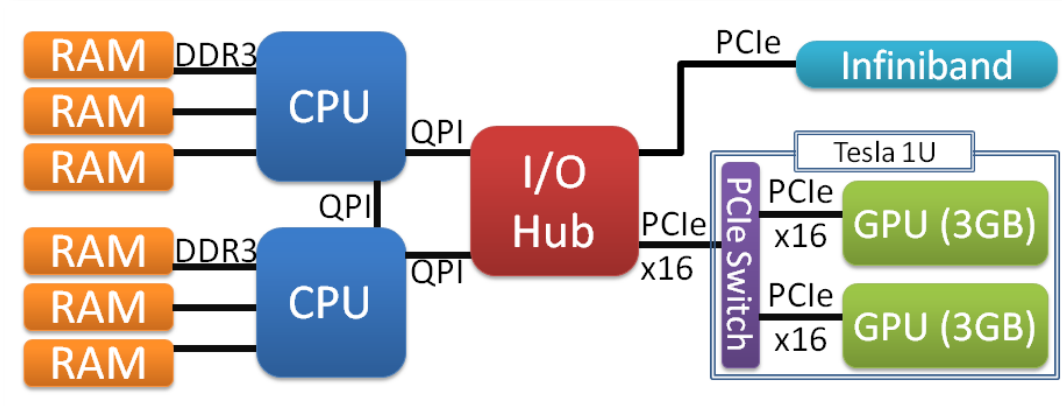 RAM
DDR3
RAM
RAM
CPU
QPI
QPI
RAM
DDR3
RAM
RAM
CPU
QPI
I/O
Hub
PCIe
Infiniband
PCIe
x16
Tesla 1U
PCIe Switch
PCIe
x16
GPU (3GB)
PCIe
x16
GPU (3GB)